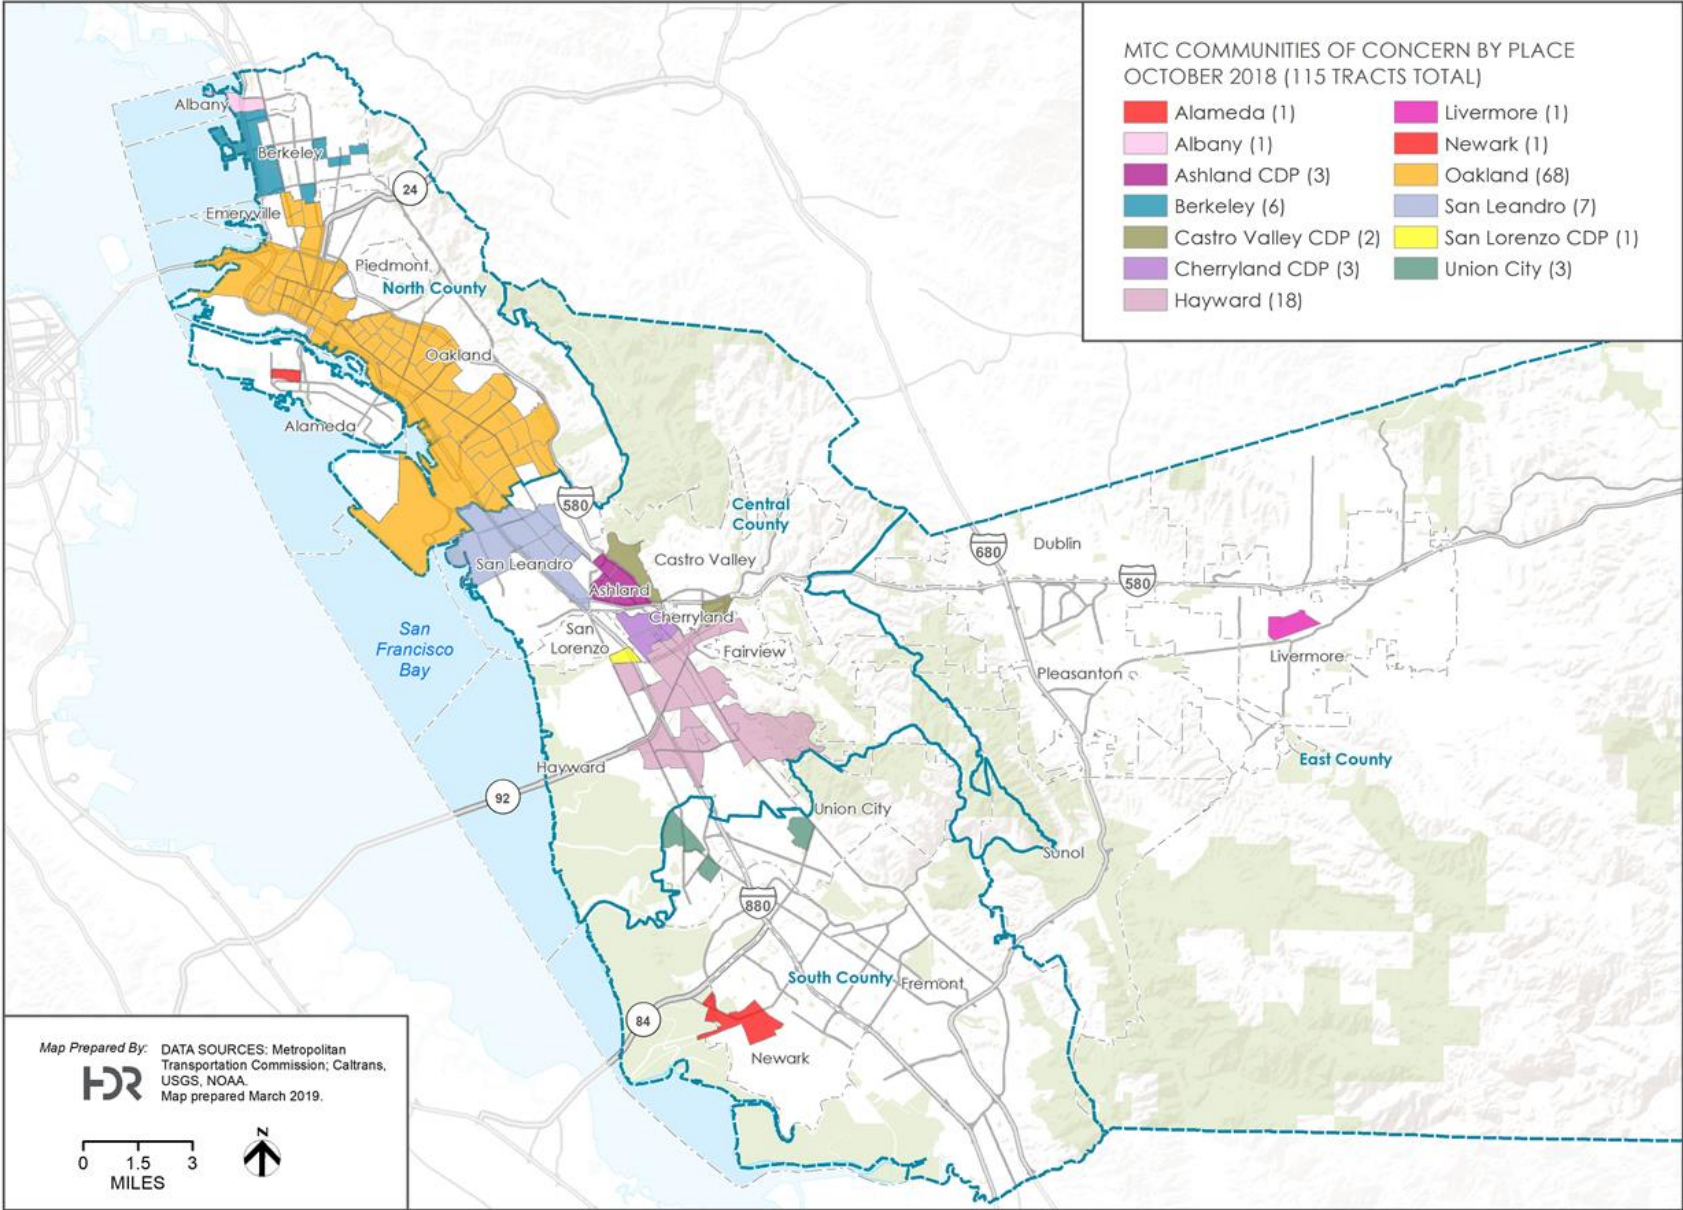 MTC COMMUNITIES OF CONCERN BY PLACE
OCTOBER 2018 (115 TRACTS TOTAL)
Alameda (1)
Albany (1)
Ashland CDP (3)
Berkeley (6)
Castro Valley CDP (2)
Cherryland CDP (3)
Hayward (18)
Livermore (1)
Newark (1)
Oakland (68)
San Leandro (7)
San Lorenzo CDP (1)
Union City (3)
Albany
Berkeley
24
Emeryville
Piedmont
North County
Oakland
Alameda
580
Central
County
680
Dublin
San Leandro
Castro Valley
580
Ashland
Cherryland
San
Lorenzo
San
Francisco
Bay
Fairview
Livermore
Pleasanton
East County
Hayward
92
Union City
Sunol
880
South County
Fremont
84
Newark
Map Prepared By:
HDR
DATA SOURCES: Metropolitan
Transportation Commission; Caltrans,
USGS, NOAA.
Map prepared March 2019.
0 1.5 3
MILES
N